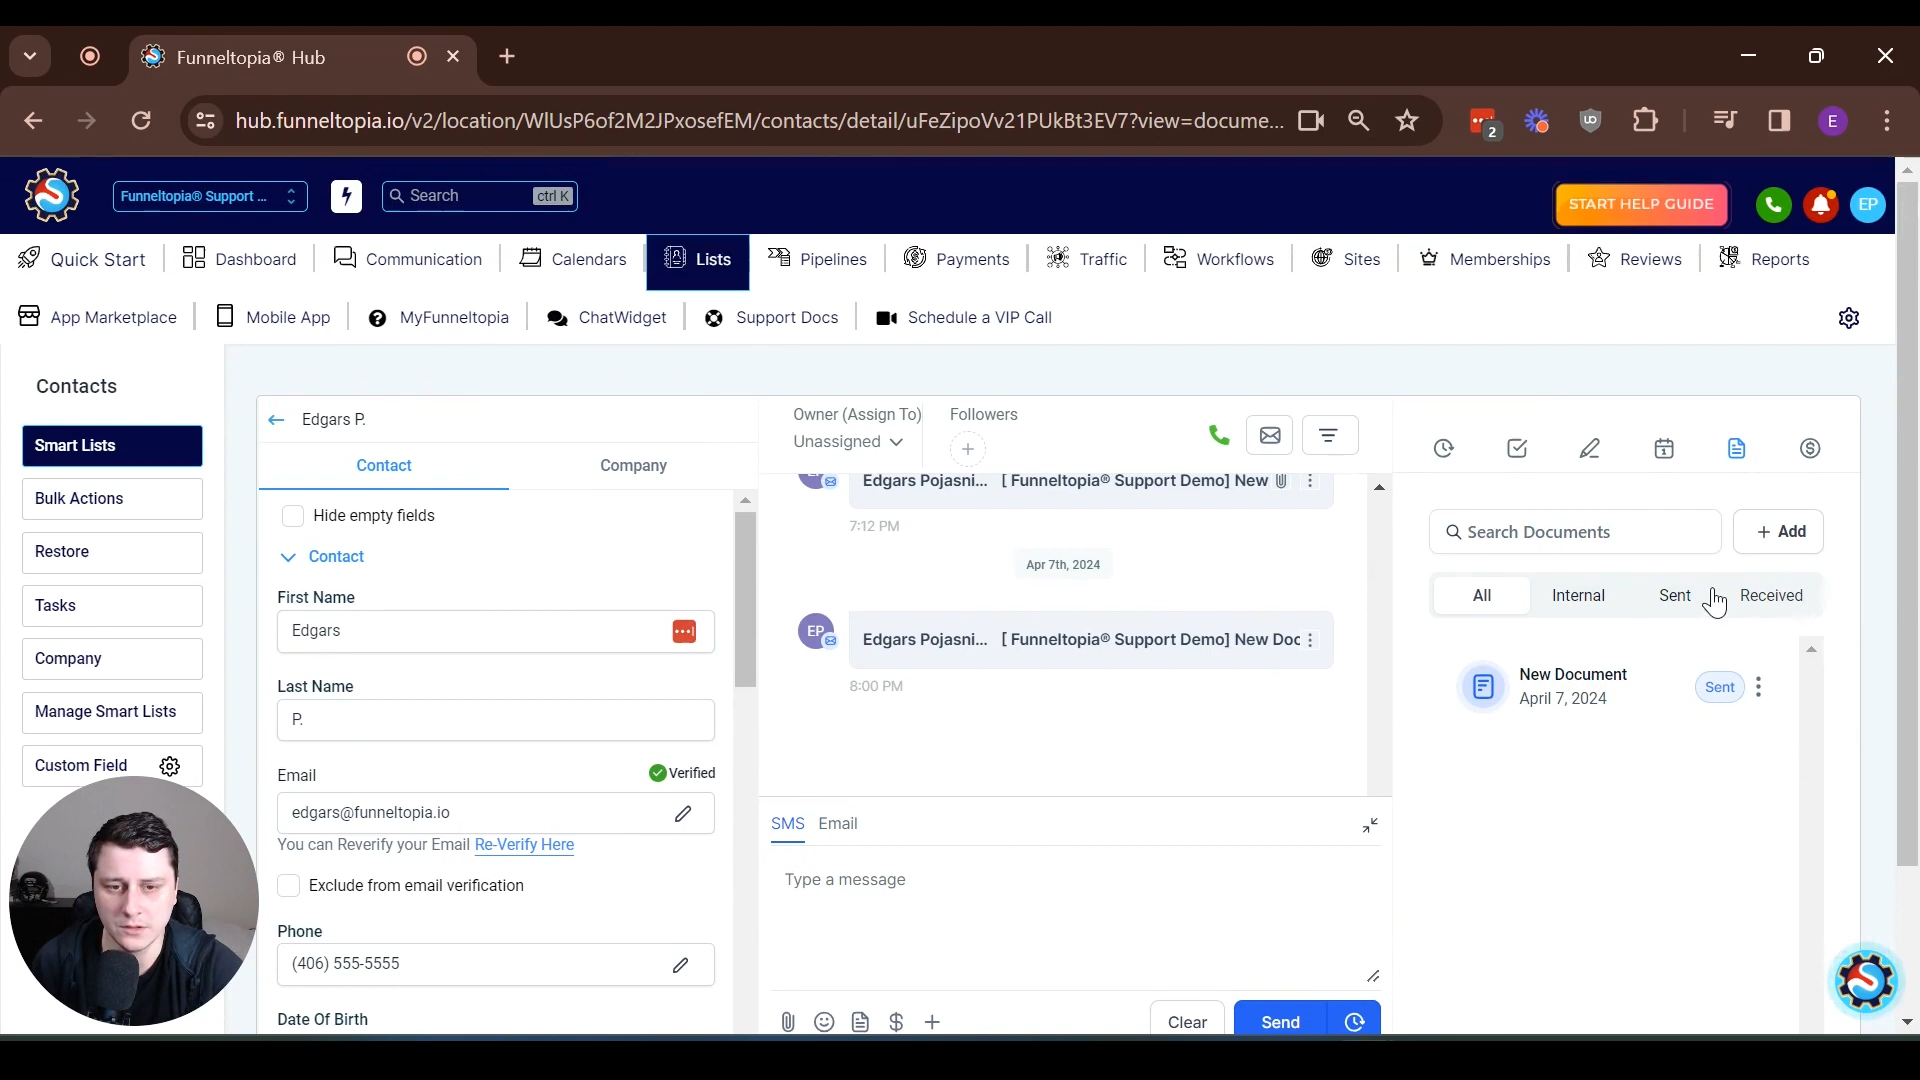 Funneltopia® Hub
hub.funneltopia.io/v2/location/WlUsP6of2M2JPxosefEM/contacts/detail/uFeZipoVv21PUkBt3EV7?view=docume...
2
E
Funneltopia® Support ...
Search
ctrl K
START HELP GUIDE
EP
Quick Start
Dashboard
Communication
Calendars
Lists
Pipelines
Payments
Traffic
Workflows
Sites
Memberships
Reviews
Reports
App Marketplace
Mobile App
MyFunneltopia
ChatWidget
Support Docs
Schedule a VIP Call
Contacts
Smart Lists
Bulk Actions
Restore
Tasks
Company
Manage Smart Lists
Custom Field
Edgars P.
Contact
Company
Hide empty fields
Contact
First Name
Edgars
Last Name
P.
Email
Verified
edgars@funneltopia.io
You can Reverify your Email Re-Verify Here
Exclude from email verification
Phone
(406) 555-5555
Date Of Birth
Owner (Assign To)
Unassigned
Followers
Edgars Pojasni... [ Funneltopia® Support Demo] New
7:12 PM
Apr 7th, 2024
EP
Edgars Pojasni... [ Funneltopia® Support Demo] New Doc
8:00 PM
SMS
Email
Type a message
Clear
Send
Search Documents
+ Add
All
Internal
Sent
Received
New Document
April 7, 2024
Sent